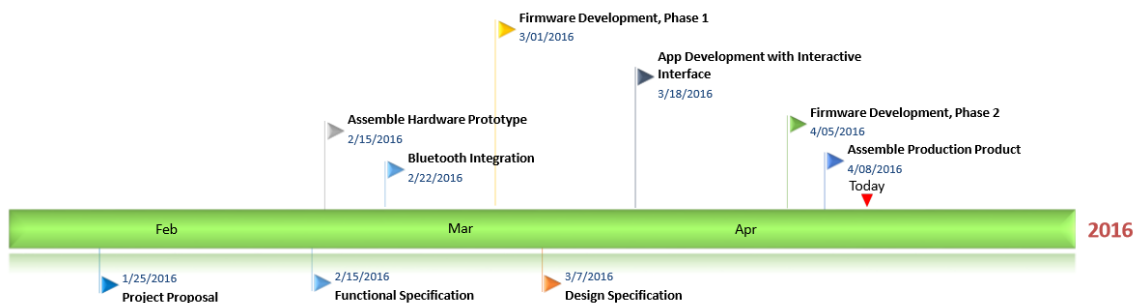 Firmware Development, Phase 1
3/01/2016
App Development with Interactive
Interface
3/18/2016
Assemble Hardware Prototype
2/15/2016
Firmware Development, Phase 2
4/05/2016
Bluetooth Integration
2/22/2016
Assemble Production Product
4/08/2016
Today
Feb
Mar
Apr
2016
1/25/2016
Project Proposal
2/15/2016
Functional Specification
3/7/2016
Design Specification